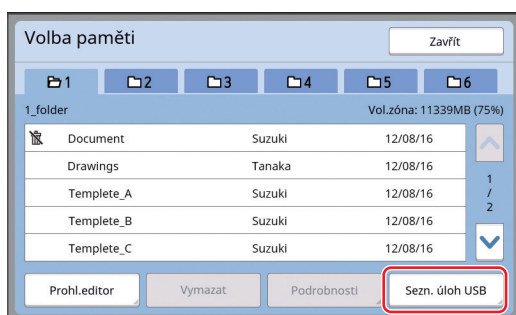 Volba paměti
Zavřít
1 2 3 4 5 6
1_folder Vol.zóna: 11339MB (75%)
Document Suzuki 12/08/16
Drawings Tanaka 12/08/16
Templete_A Suzuki 12/08/16
Templete_B Suzuki 12/08/16
Templete_C Suzuki 12/08/16
1
/
2
Prohl.editor Vymazat Podrobnosti Sezn. úloh USB